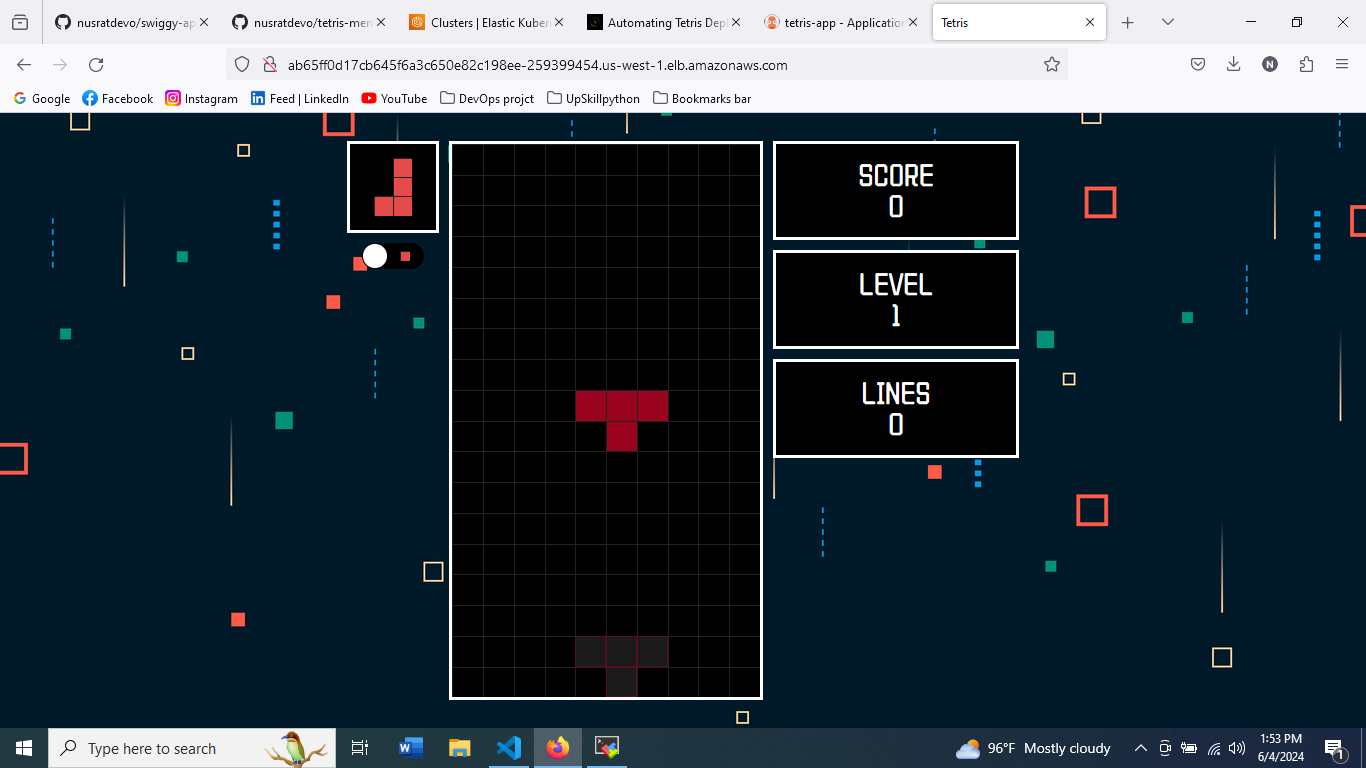 nusratdevo/swiggy-ap
nusratdevo/tetris-mer
Clusters | Elastic Kuber
Automating Tetris Depl
tetris-app - Application
Tetris
ab65ff0d17cb645f6a3c650e82c198ee-259399454.us-west-1.elb.amazonaws.com
N
Google
Facebook
Instagram
Feed | LinkedIn
YouTube
DevOps projct
UpSkillpython
Bookmarks bar
SCORE
0
LEVEL
1
LINES
0
Type here to search
96°F Mostly cloudy
1:53 PM
6/4/2024
1